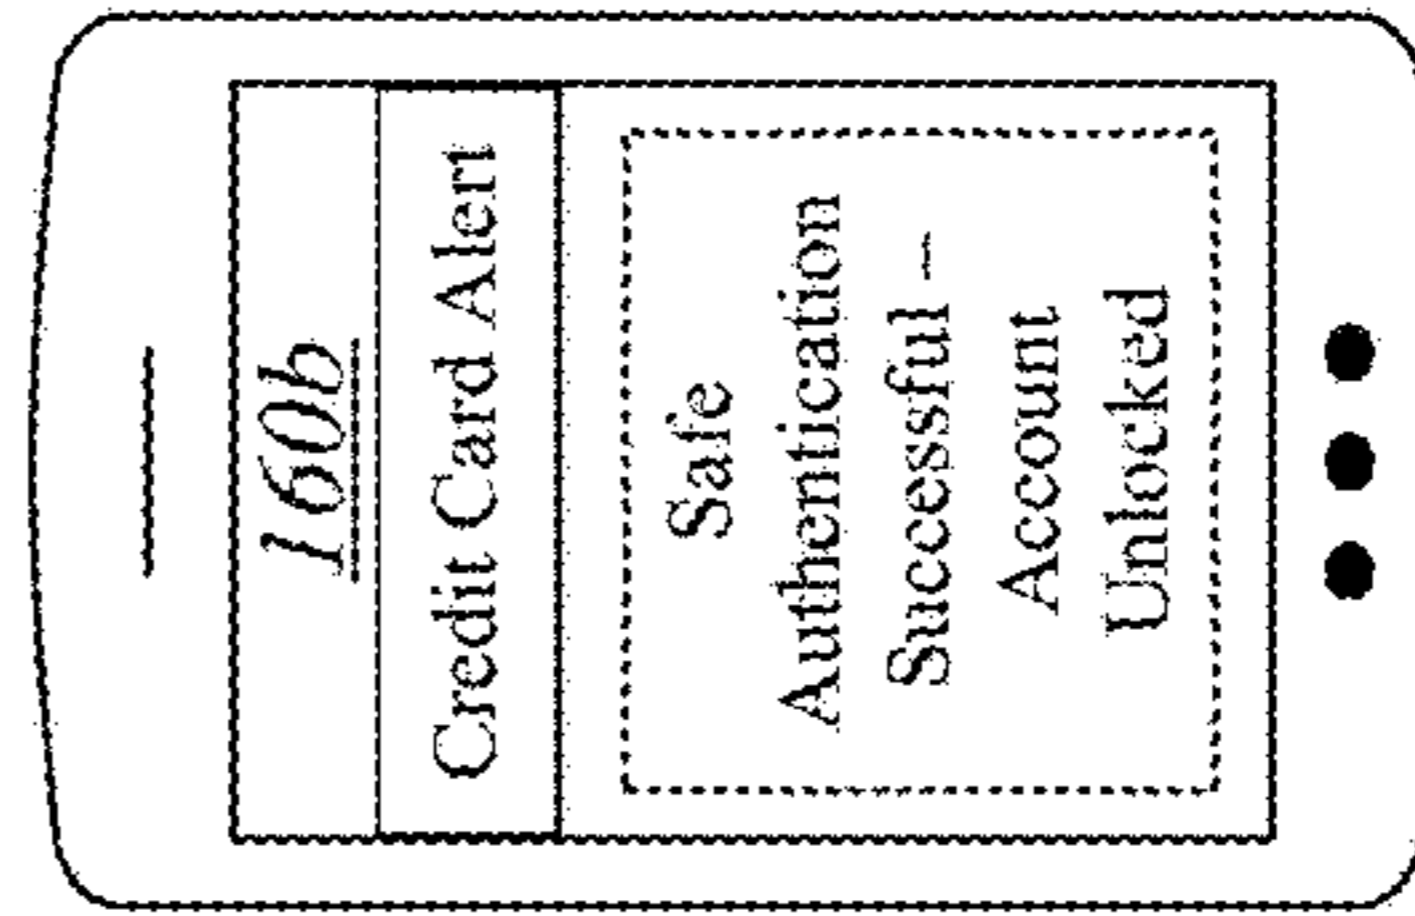 160b
Credit Card Alert
Safe
Authentication
Successful –
Account
Unlocked